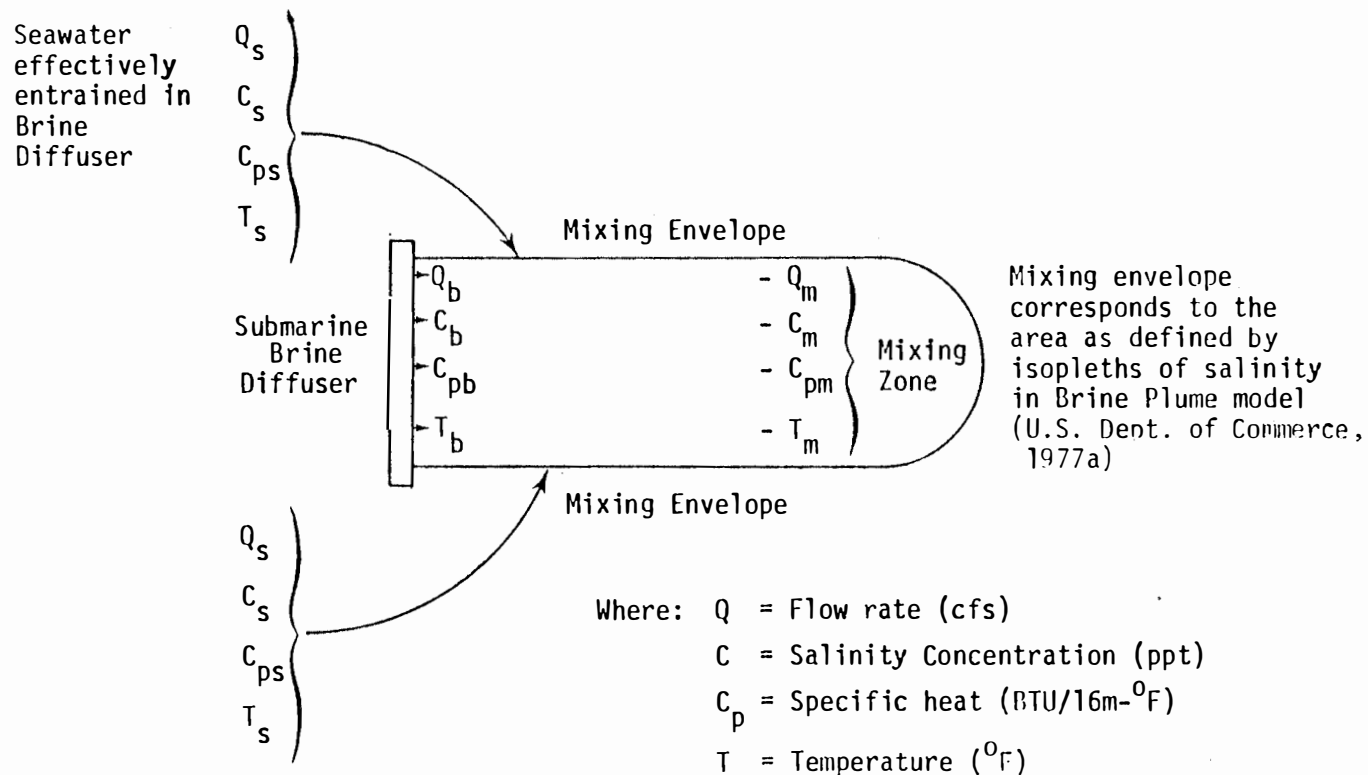 Seawater
effectively
entrained in
Brine
Diffuser
Q_s
C_s
C_ps
T_s
Mixing Envelope
Submarine
Brine
Diffuser
Q_b
C_b
C_pb
T_b
- Q_m
- C_m
- C_pm
- T_m
Mixing
Zone
Mixing envelope
corresponds to the
area as defined by
isopleths of salinity
in Brine Plume model
(U.S. Dept. of Commerce,
1977a)
Mixing Envelope
Q_s
C_s
C_ps
T_s
Where: Q = Flow rate (cfs)
C = Salinity Concentration (ppt)
C_p = Specific heat (BTU/16m-°F)
T = Temperature (°F)